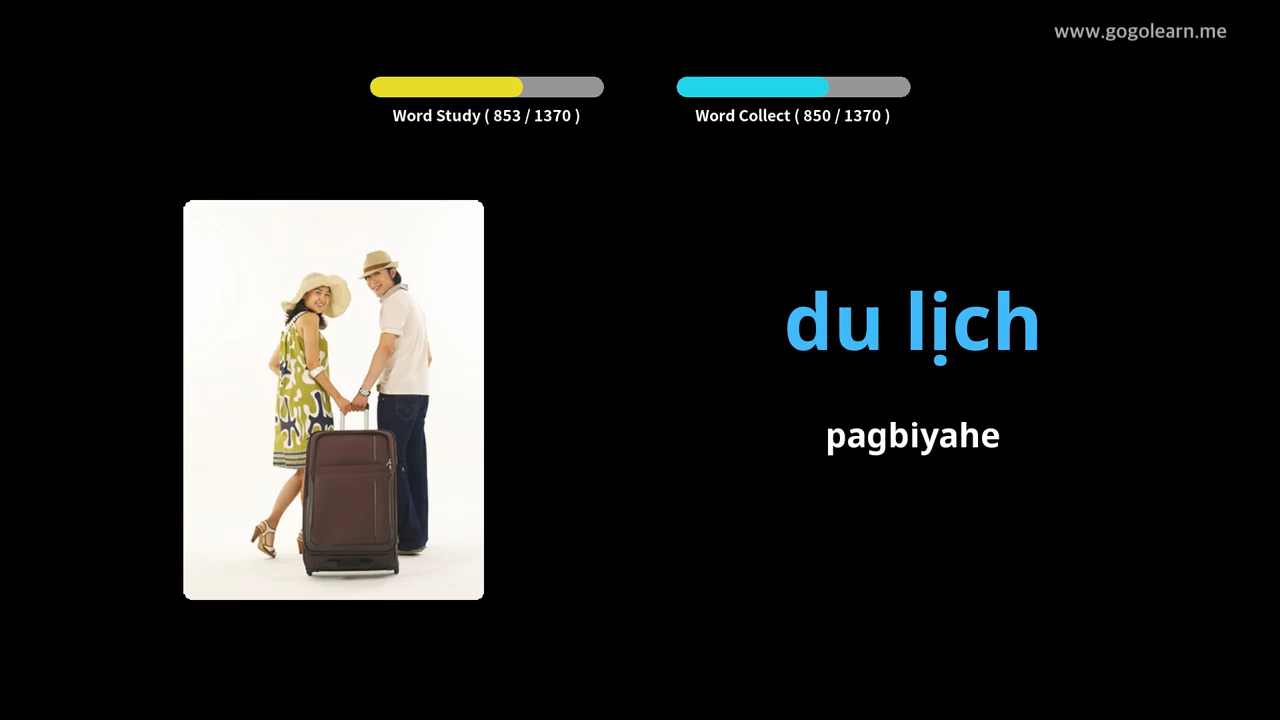 www.gogolearn.me
Word Study ( 853 / 1370 )
Word Collect ( 850 / 1370 )
du lịch
pagbiyahe